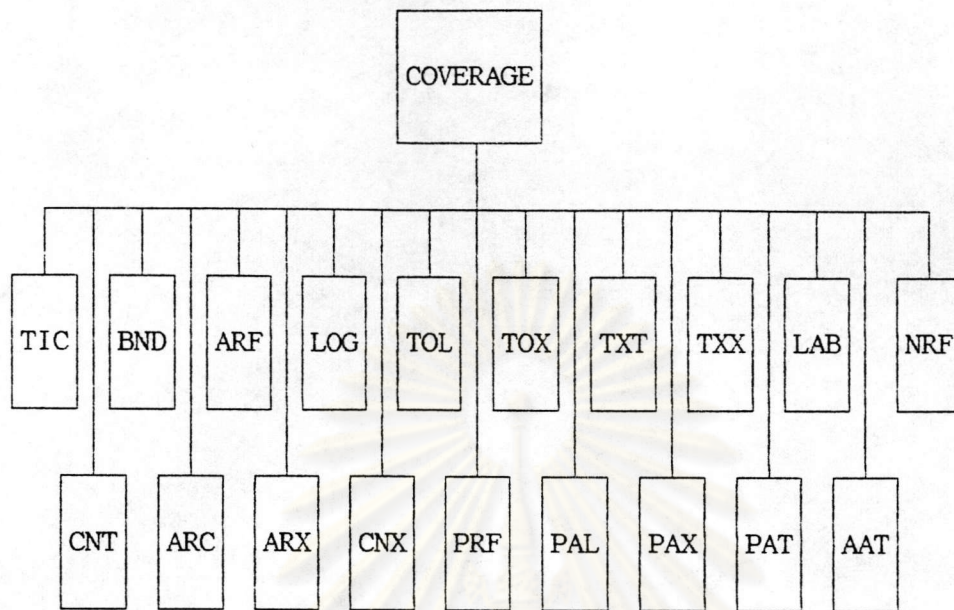 COVERAGE
TIC BND ARF LOG TOL TOX TXT TXX LAB NRF
CNT ARC ARX CNX PRF PAL PAX PAT AAT